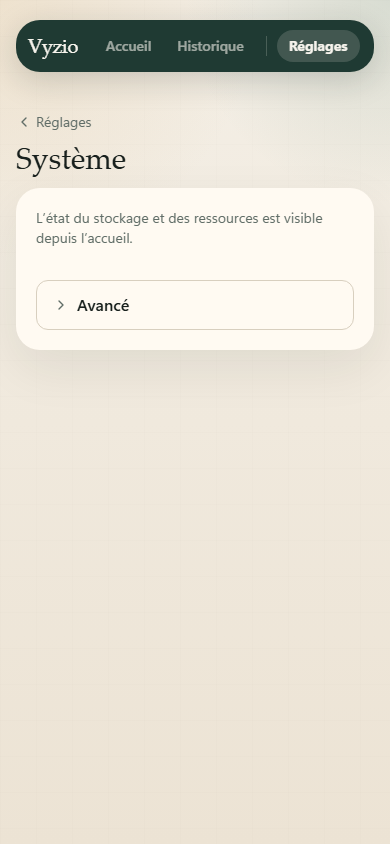 Vyzio Accueil Historique Réglages
Réglages
Système
L’état du stockage et des ressources est visible
depuis l’accueil.
Avancé